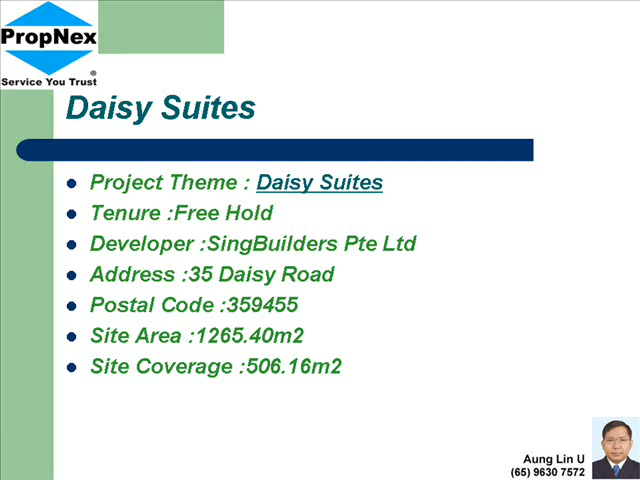 PropNex
®
Service You Trust
Daisy Suites
Project Theme : Daisy Suites
Tenure :Free Hold
Developer :SingBuilders Pte Ltd
Address :35 Daisy Road
Postal Code :359455
Site Area :1265.40m2
Site Coverage :506.16m2
Aung Lin U
(65) 9630 7572